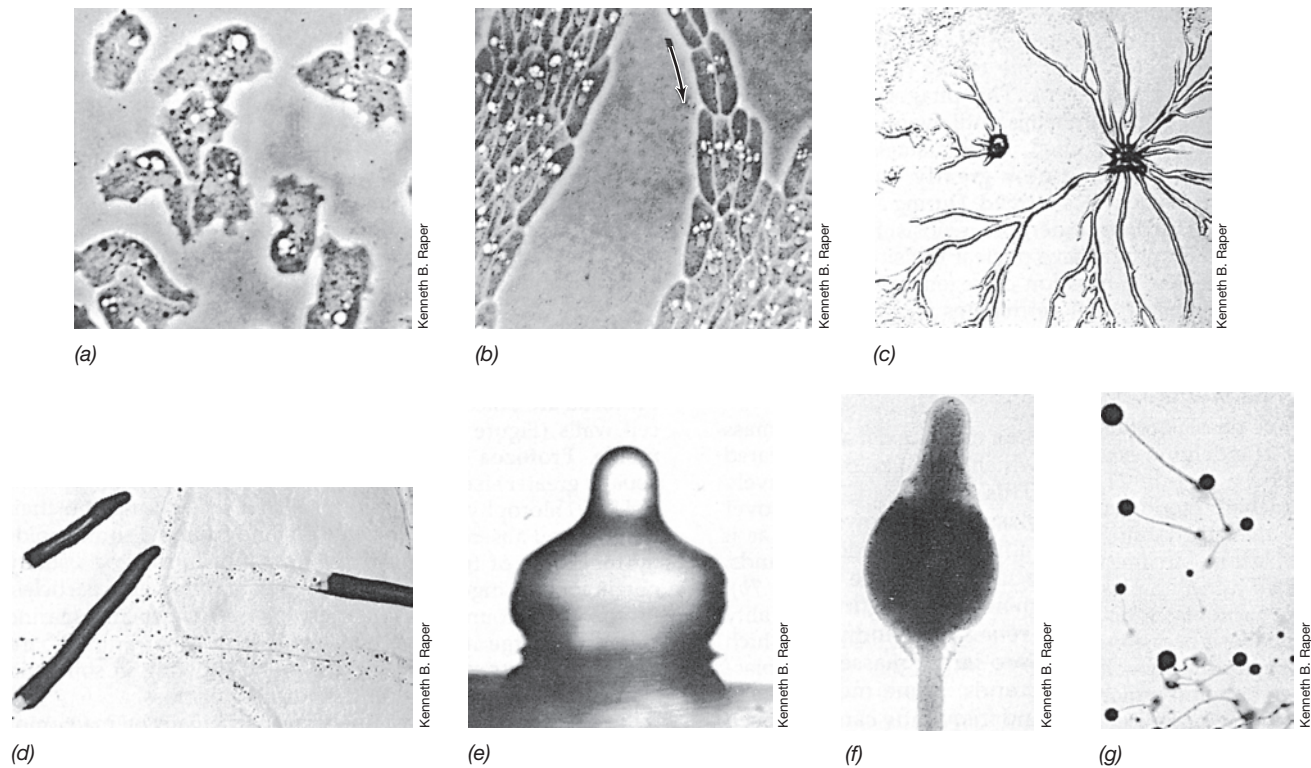 Kenneth B. Raper
(a)
Kenneth B. Raper
(b)
Kenneth B. Raper
(c)
Kenneth B. Raper
(d)
Kenneth B. Raper
(e)
Kenneth B. Raper
(f)
Kenneth B. Raper
(g)